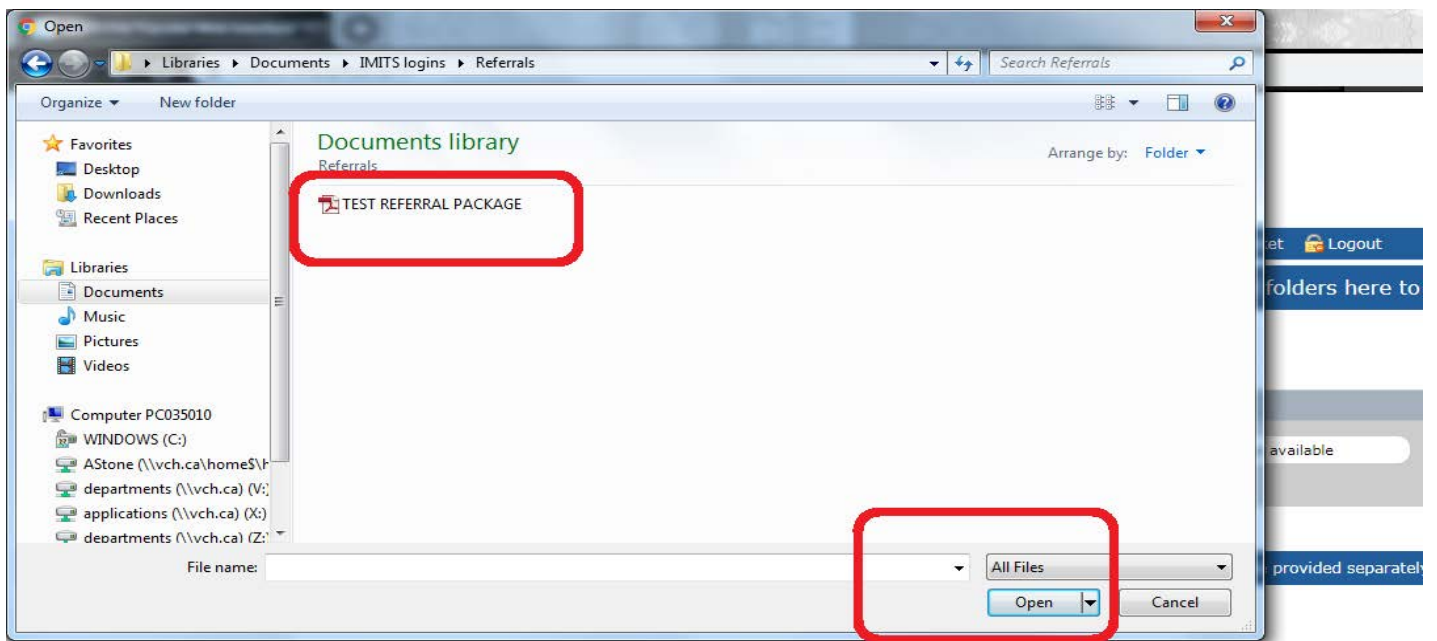 Open
Libraries Documents IMITS logins Referrals
Search Referrals
Organize New folder
Favorites
Desktop
Downloads
Recent Places
Libraries
Documents
Music
Pictures
Videos
Computer PC035010
WINDOWS (C:)
AStone (\\vch.ca\home$\h
departments (\\vch.ca) (V:)
applications (\\vch.ca) (X:)
departments (\\vch.ca) (Z:)
Documents library
Referrals
Arrange by: Folder
TEST REFERRAL PACKAGE
File name:
All Files
Open Cancel
et Logout
folders here to
available
provided separately